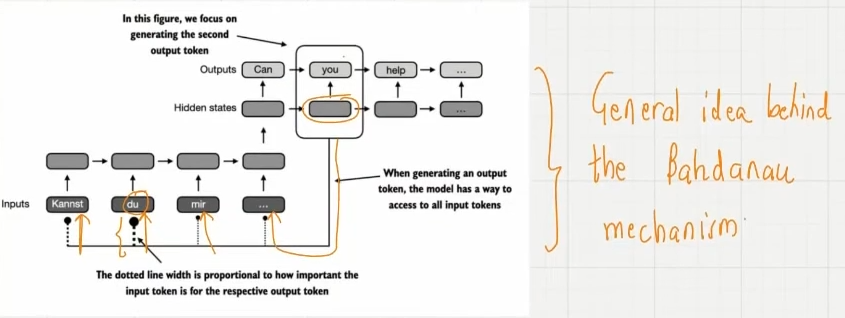 In this figure, we focus on
generating the second
output token
Outputs Can you help ...
Hidden states ...
When generating an output
token, the model has a way to
access to all input tokens
Inputs Kannst du mir ...
The dotted line width is proportional to how important the
input token is for the respective output token
General idea behind
the Bahdanau
mechanism